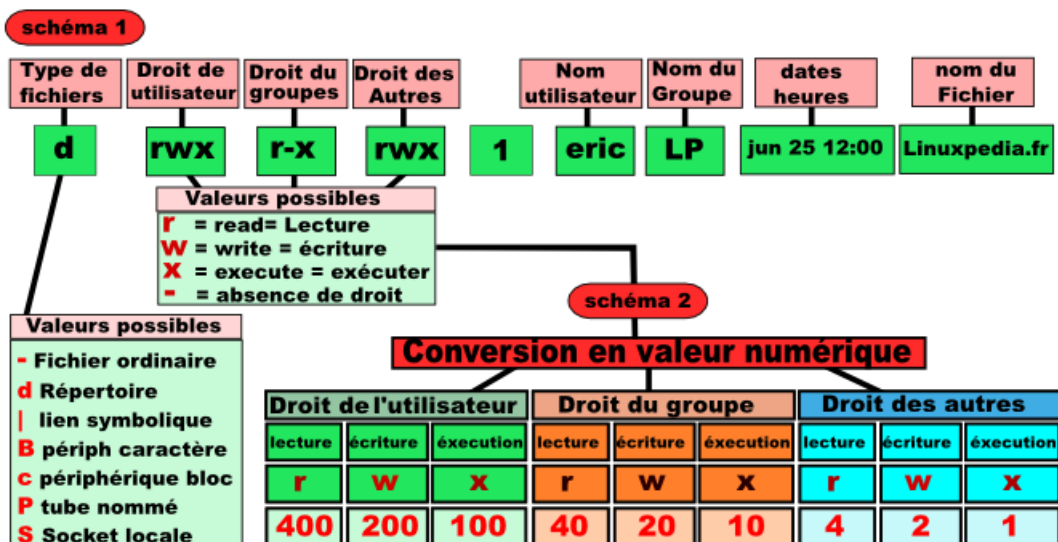 schéma 1
Type de fichiers
Droit de utilisateur
Droit du groupes
Droit des Autres
Nom utilisateur
Nom du Groupe
dates heures
nom du Fichier
d rwx r-x rwx 1 eric LP jun 25 12:00 Linuxpedia.fr
Valeurs possibles
r = read= Lecture
w = write = écriture
x = execute = exécuter
- = absence de droit
schéma 2
Valeurs possibles
- Fichier ordinaire
d Répertoire
| lien symbolique
B périph caractère
c périphérique bloc
P tube nommé
S Socket locale
Conversion en valeur numérique
Droit de l'utilisateur Droit du groupe Droit des autres
lecture écriture éxecution lecture écriture éxecution lecture écriture éxecution
r w x r w x r w x
400 200 100 40 20 10 4 2 1